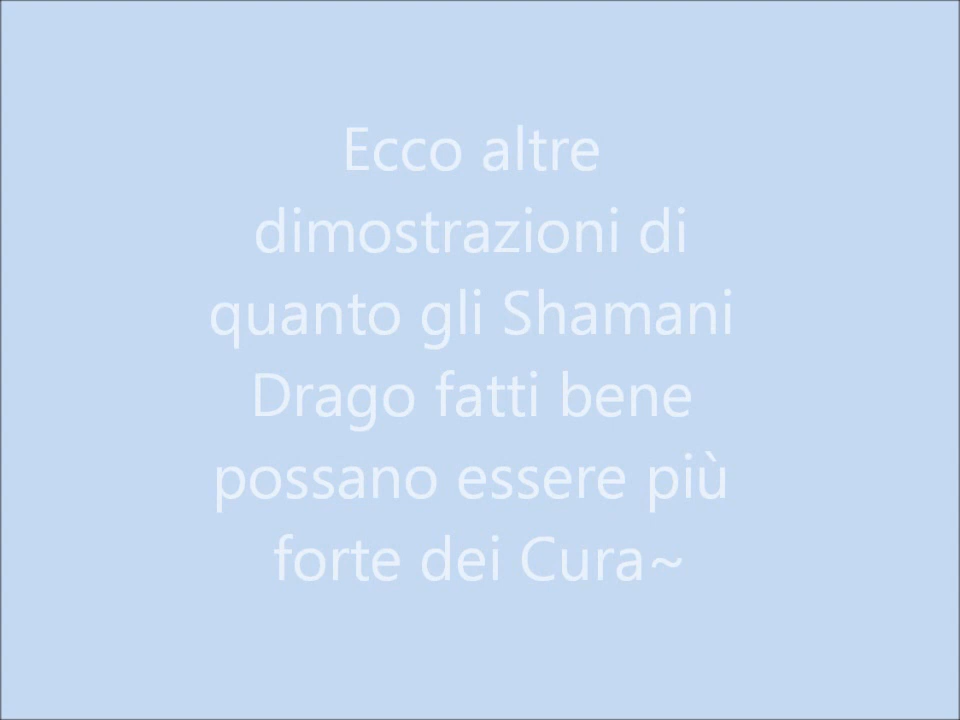 Ecco altre
dimostrazioni di
quanto gli Shamani
Drago fatti bene
possano essere più
forte dei Cura~